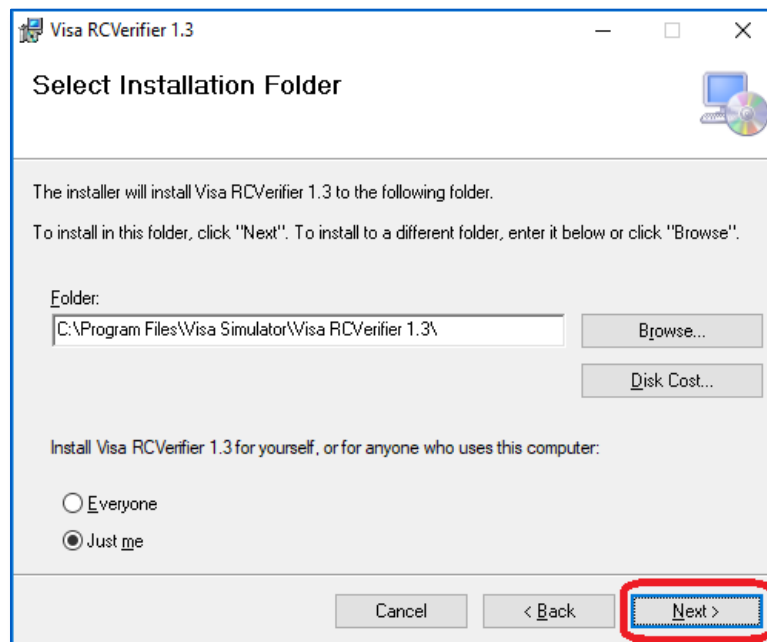 Visa RCVerifier 1.3
Select Installation Folder
The installer will install Visa RCVerifier 1.3 to the following folder.
To install in this folder, click "Next". To install to a different folder, enter it below or click "Browse".
Folder:
C:\Program Files\Visa Simulator\Visa RCVerifier 1.3\
Browse...
Disk Cost...
Install Visa RCVerifier 1.3 for yourself, or for anyone who uses this computer:
Everyone
Just me
Cancel
< Back
Next >